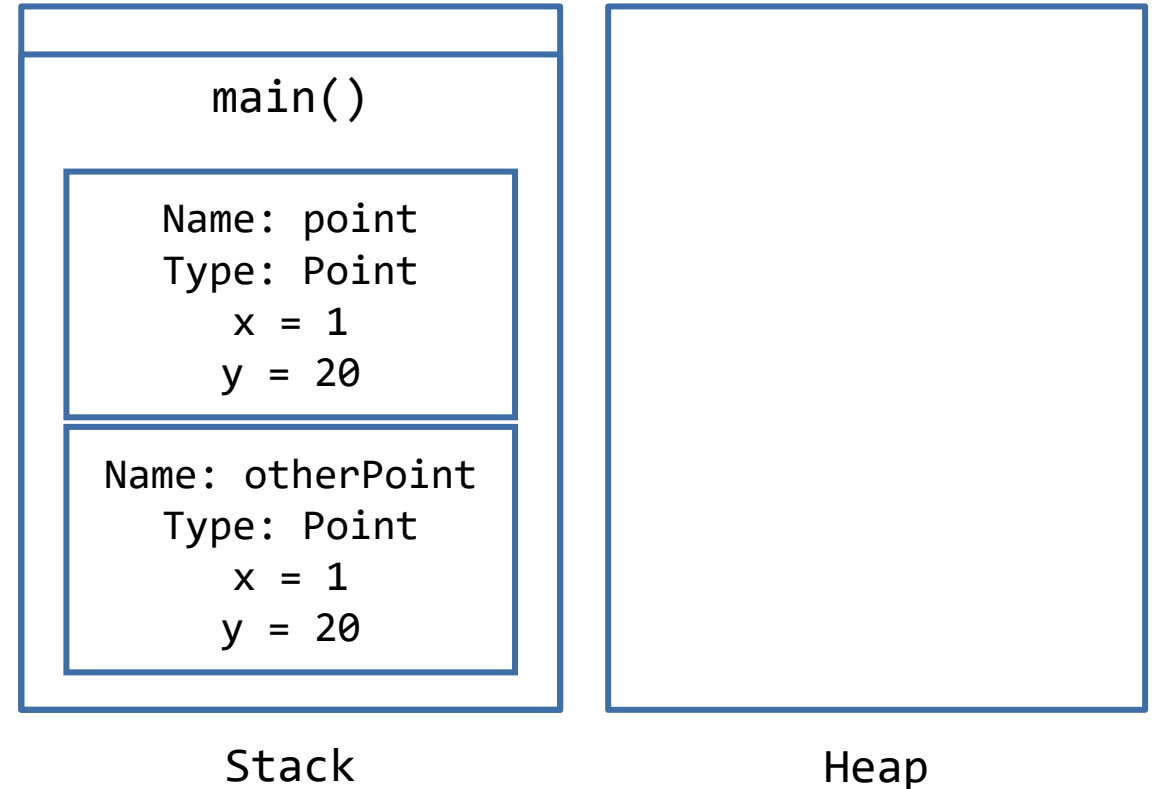 main()
Name: point
Type: Point
x = 1
y = 20
Name: otherPoint
Type: Point
x = 1
y = 20
Stack
Heap